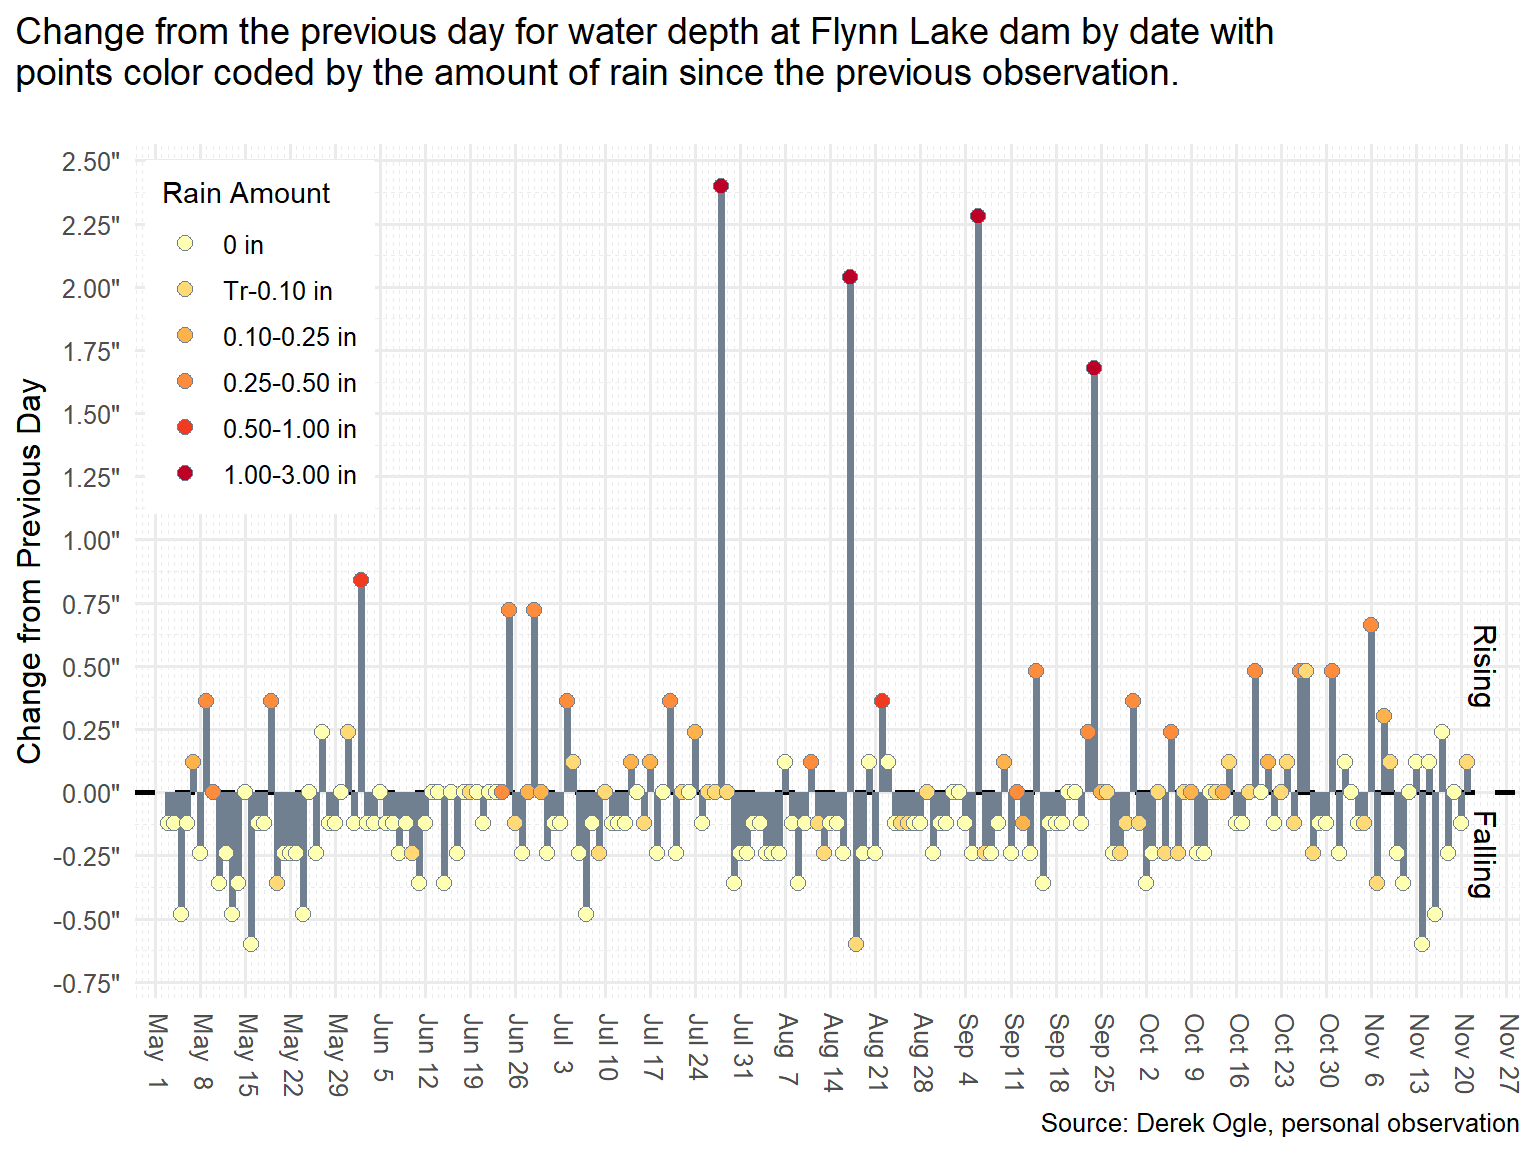 Change from the previous day for water depth at Flynn Lake dam by date with
points color coded by the amount of rain since the previous observation.
Change from Previous Day
2.50"
2.25"
2.00"
1.75"
1.50"
1.25"
1.00"
0.75"
0.50"
0.25"
0.00"
-0.25"
-0.50"
-0.75"
Rain Amount
0 in
Tr-0.10 in
0.10-0.25 in
0.25-0.50 in
0.50-1.00 in
1.00-3.00 in
Rising
Falling
May 1
May 8
May 15
May 22
May 29
Jun 5
Jun 12
Jun 19
Jun 26
Jul 3
Jul 10
Jul 17
Jul 24
Jul 31
Aug 7
Aug 14
Aug 21
Aug 28
Sep 4
Sep 11
Sep 18
Sep 25
Oct 2
Oct 9
Oct 16
Oct 23
Oct 30
Nov 6
Nov 13
Nov 20
Nov 27
Source: Derek Ogle, personal observation